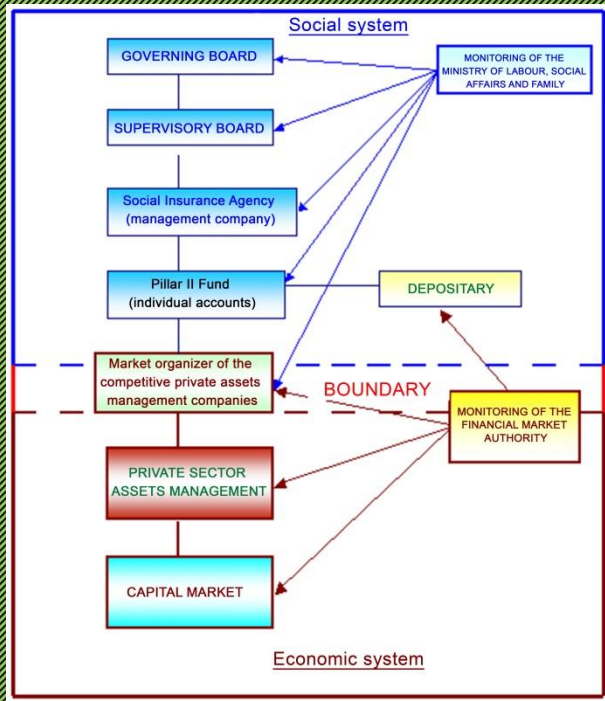 Social system
GOVERNING BOARD
MONITORING OF THE
MINISTRY OF LABOUR, SOCIAL
AFFAIRS AND FAMILY
SUPERVISORY BOARD
Social Insurance Agency
(management company)
Pillar II Fund
(individual accounts)
DEPOSITARY
Market organizer of the
competitive private assets
management companies
BOUNDARY
MONITORING OF THE
FINANCIAL MARKET
AUTHORITY
PRIVATE SECTOR
ASSETS MANAGEMENT
CAPITAL MARKET
Economic system